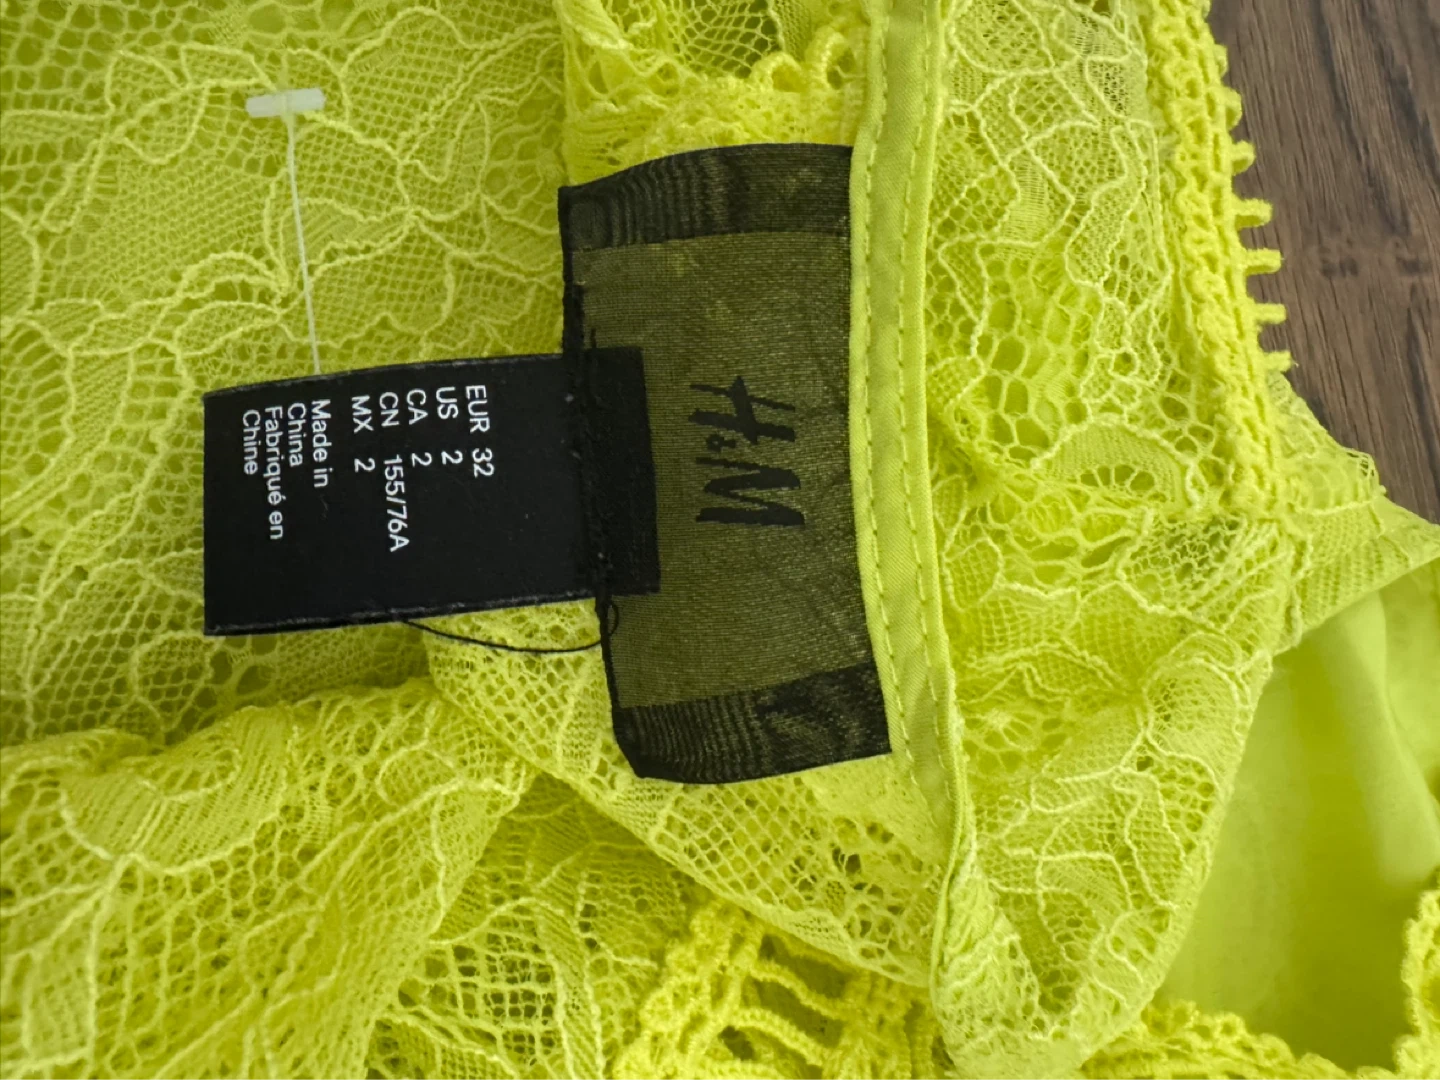 H&M
EUR 32
US 2
CA 2
CN 155/76A
MX 2
Made in
China
Fabriqué en
Chine